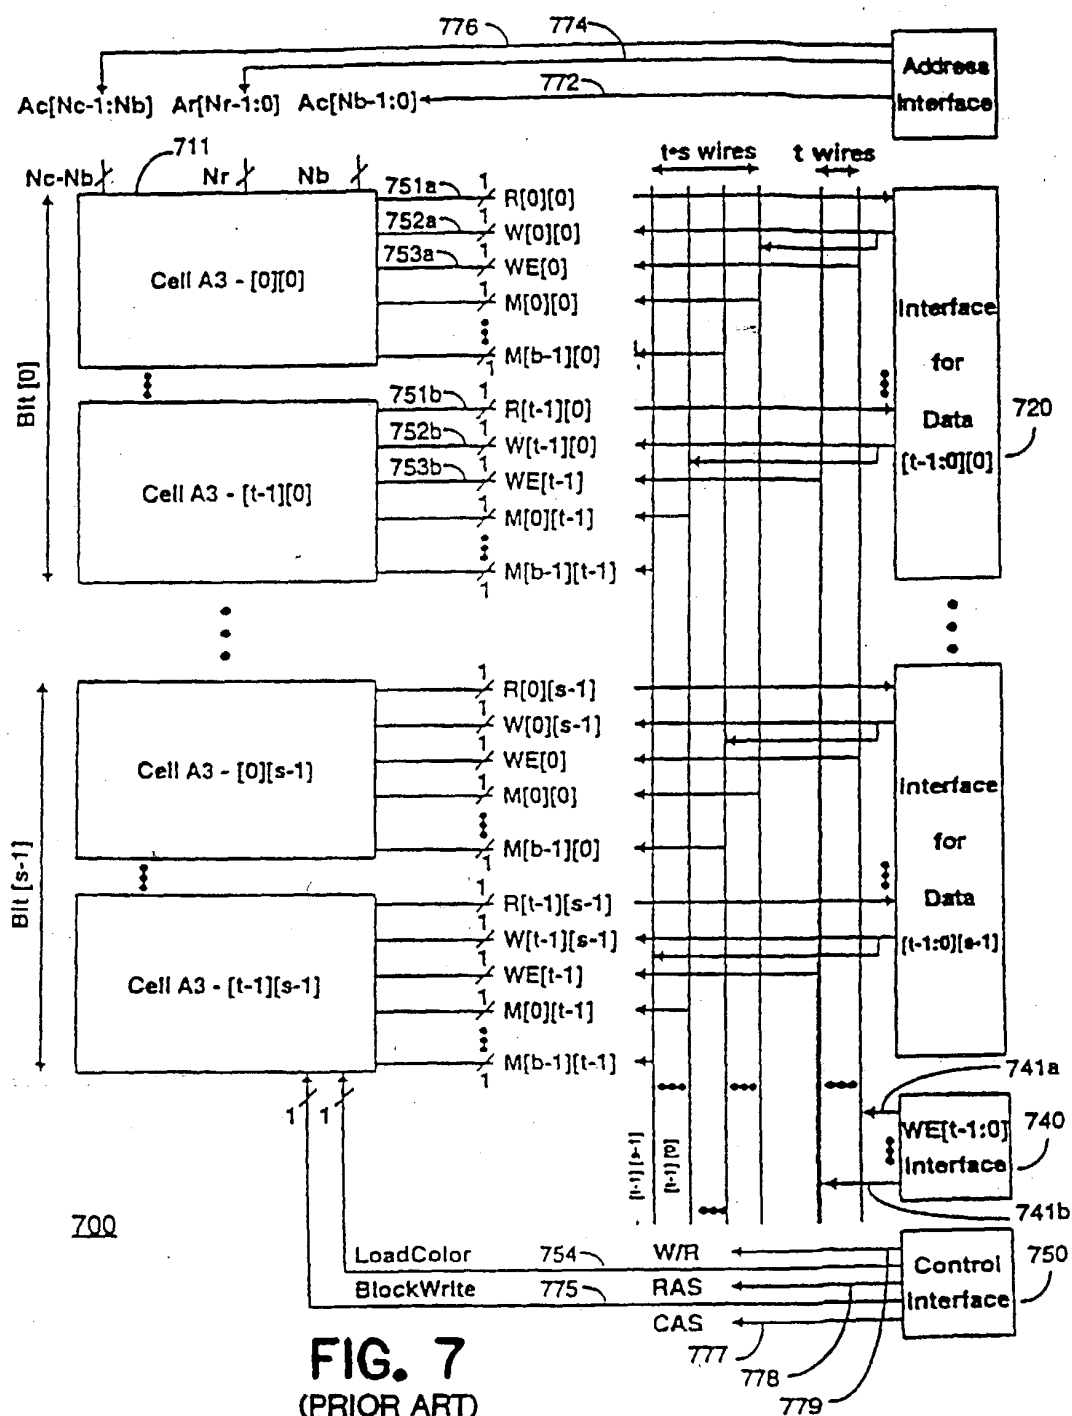 776 774
Address
Interface
772
Ac[Nc-1:Nb] Ar[Nr-1:0] Ac[Nb-1:0]
711
t•s wires t wires
Nc-Nb Nr Nb
751a 1 R[0][0]
752a 1 W[0][0]
753a 1 WE[0]
Cell A3 - [0][0]
1 M[0][0]
M[b-1][0]
1
Interface
for
Data
[t-1:0][0]
720
Bit [0]
751b 1 R[t-1][0]
752b 1 W[t-1][0]
753b 1 WE[t-1]
Cell A3 - [t-1][0]
1 M[0][t-1]
M[b-1][t-1]
1
1 R[0][s-1]
1 W[0][s-1]
1 WE[0]
Cell A3 - [0][s-1]
1 M[0][0]
M[b-1][0]
1
Interface
for
Data
[t-1:0][s-1]
Bit [s-1]
1 R[t-1][s-1]
1 W[t-1][s-1]
1 WE[t-1]
Cell A3 - [t-1][s-1]
1 M[0][t-1]
M[b-1][t-1]
1
741a
1 1
WE[t-1:0]
Interface
740
[t-1][s-1] [t-1][0]
741b
700
LoadColor 754 W/R
BlockWrite 775 RAS
CAS
Control
Interface
750
777
778
779
FIG. 7
(PRIOR ART)